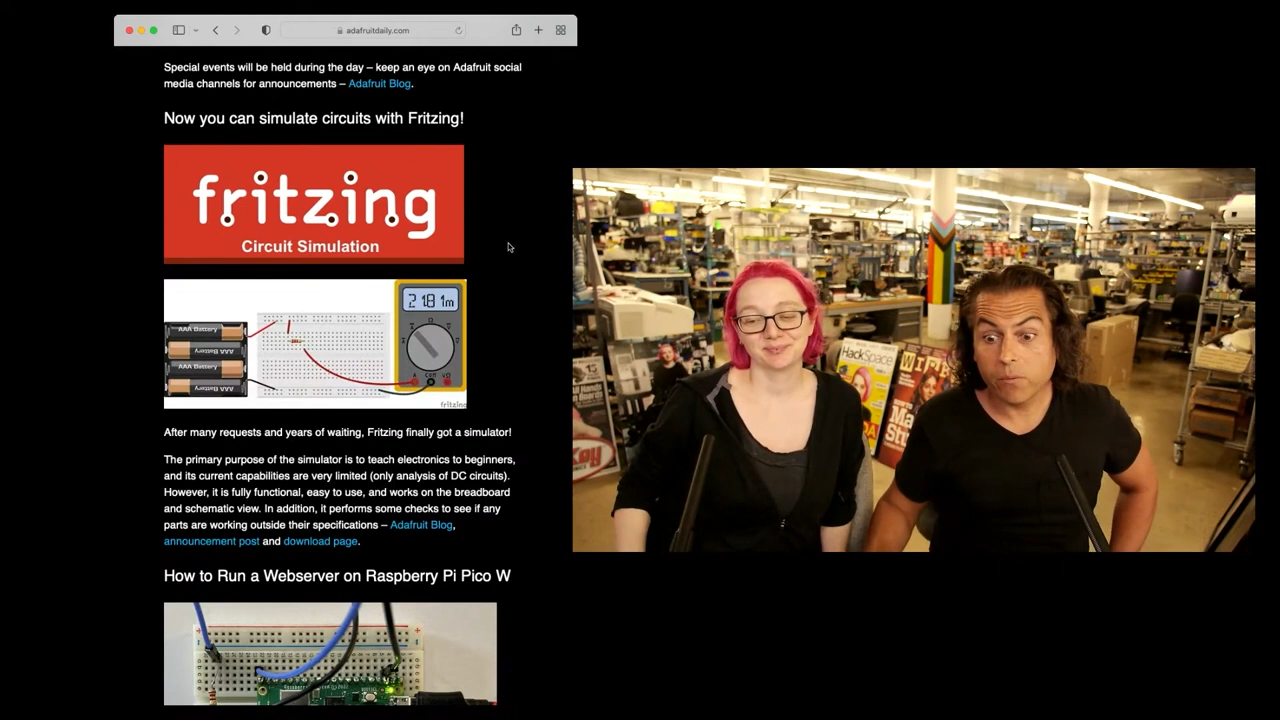 adafruitdaily.com
Special events will be held during the day – keep an eye on Adafruit social
media channels for announcements – Adafruit Blog.
Now you can simulate circuits with Fritzing!
fritzing
Circuit Simulation
AAA Battery
AAA Battery
AAA Battery
AAA Battery
21.81m
COM
fritzing
After many requests and years of waiting, Fritzing finally got a simulator!
The primary purpose of the simulator is to teach electronics to beginners,
and its current capabilities are very limited (only analysis of DC circuits).
However, it is fully functional, easy to use, and works on the breadboard
and schematic view. In addition, it performs some checks to see if any
parts are working outside their specifications – Adafruit Blog,
announcement post and download page.
How to Run a Webserver on Raspberry Pi Pico W
HackSpace
WIRED